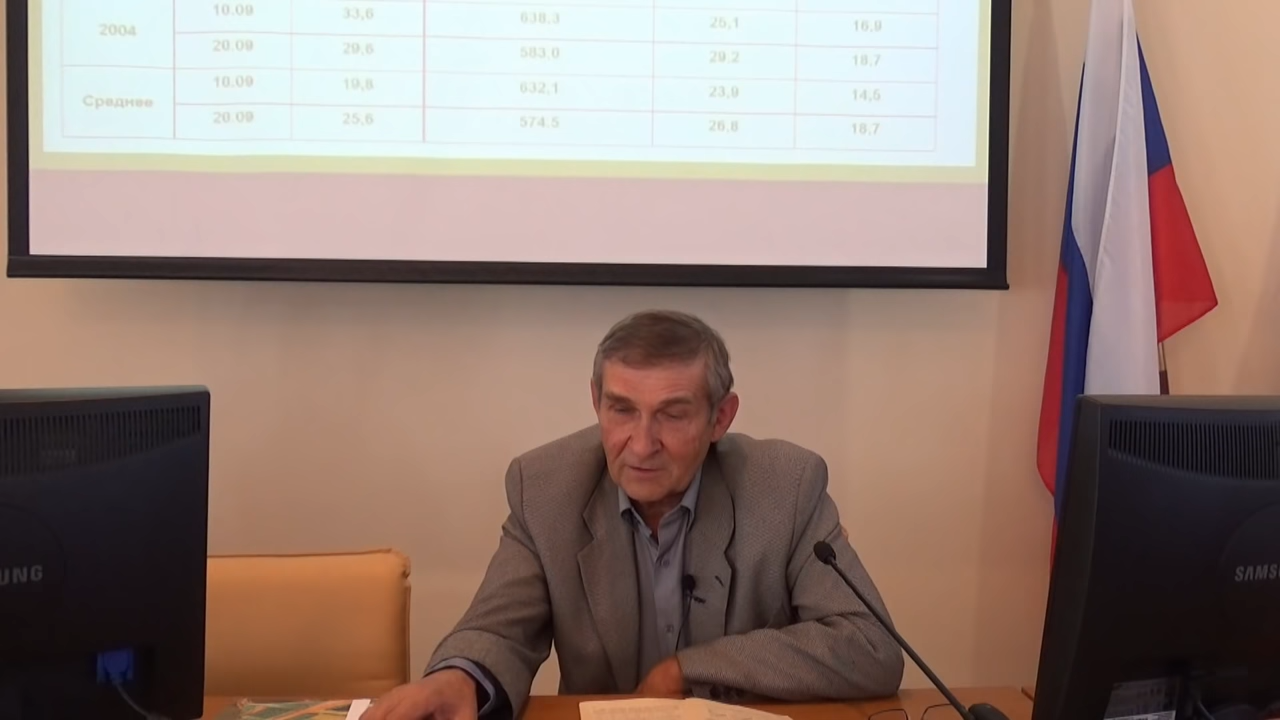 2004 10.09 33,6 638.3 25,1 16,9
20.09 29,6 583.0 29,2 18,7
Среднее 10.09 19,8 632,1 23,9 14,5
20.09 25,6 574.5 26,8 18,7
UNG
SAMS